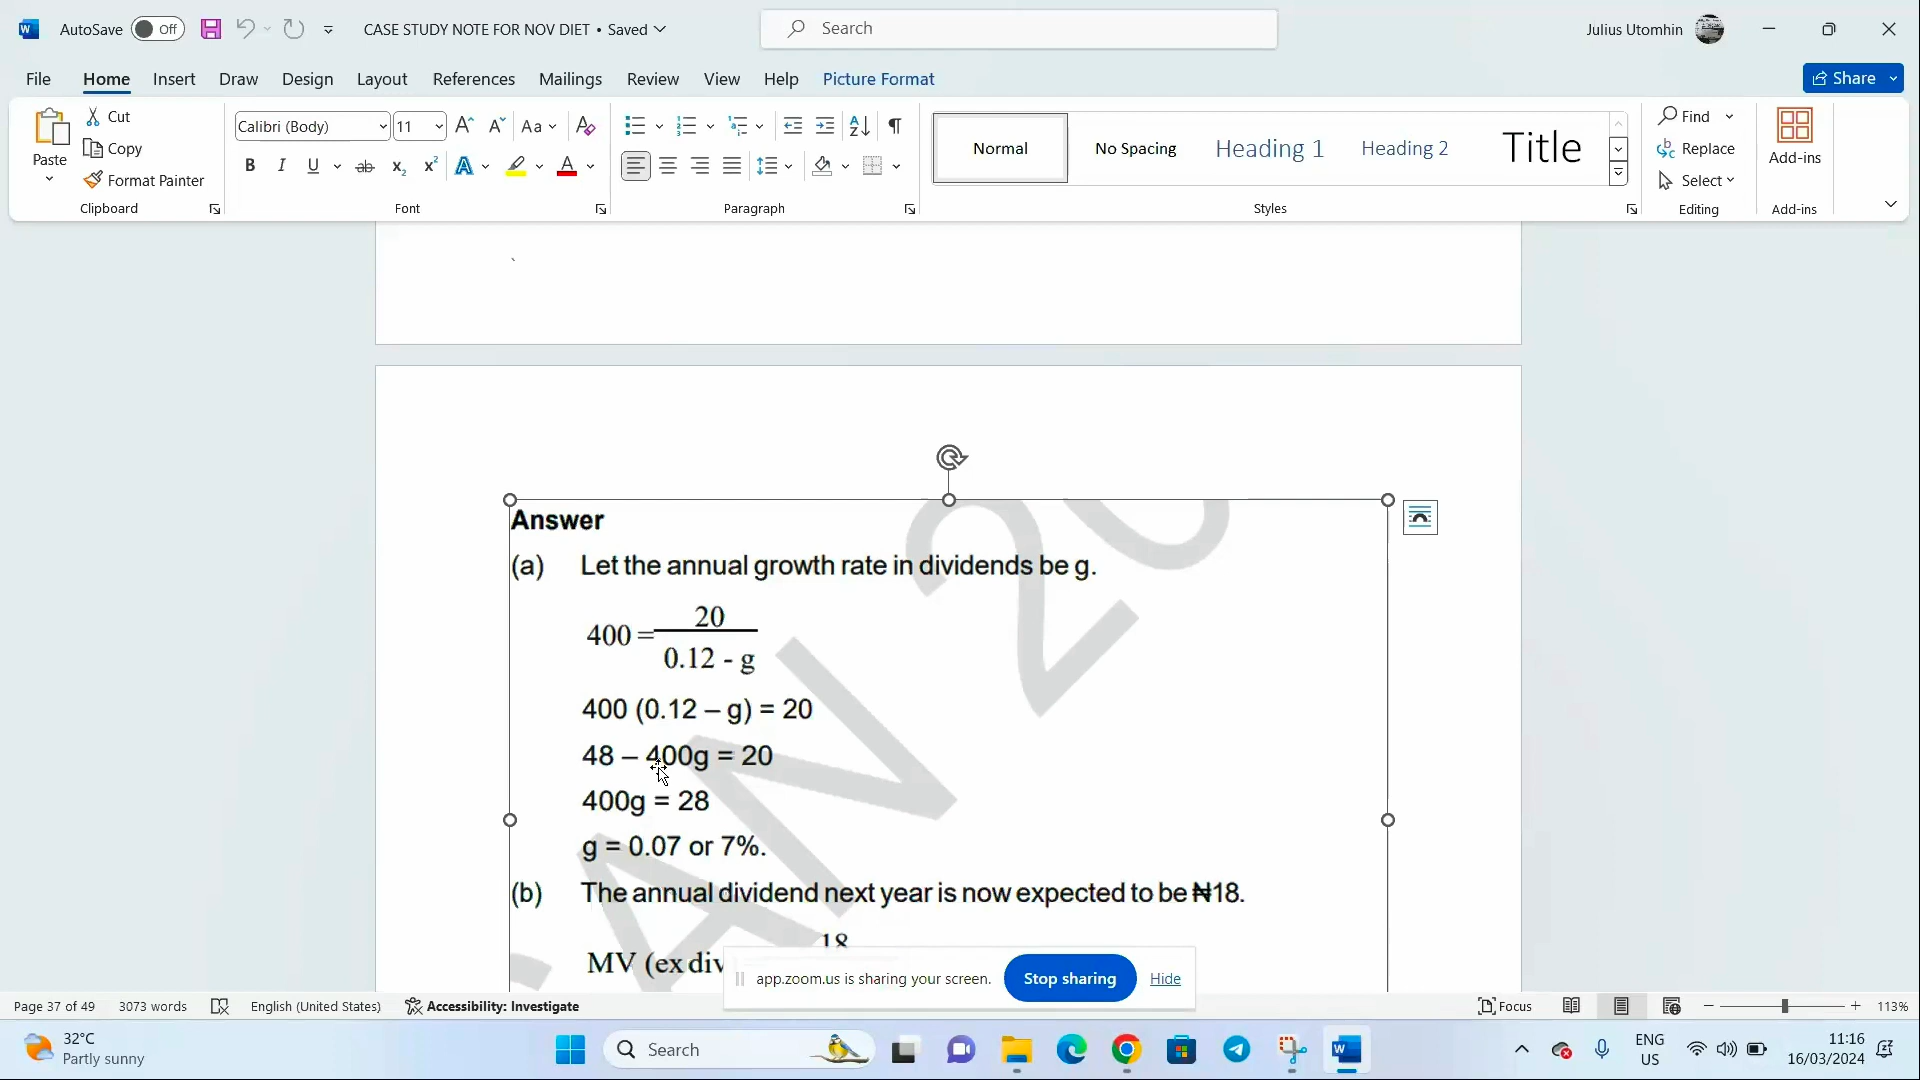 AutoSave Off CASE STUDY NOTE FOR NOV DIET • Saved Search Julius Utomhin
File Home Insert Draw Design Layout References Mailings Review View Help Picture Format Share
Paste
Cut
Copy
Format Painter
Clipboard
Calibri (Body) 11
Font
Paragraph
Normal No Spacing Heading 1 Heading 2 Title
Styles
Find
Replace
Select
Editing
Add-ins
Add-ins
Answer
(a) Let the annual growth rate in dividends be g.
400 = 20
0.12 - g
400 (0.12 – g) = 20
48 – 400g = 20
400g = 28
g = 0.07 or 7%.
(b) The annual dividend next year is now expected to be ₦18.
18
MV (ex div
app.zoom.us is sharing your screen. Stop sharing Hide
Page 37 of 49 3073 words English (United States) Accessibility: Investigate Focus 113%
32°C
Partly sunny
Search
ENG
US
11:16
16/03/2024